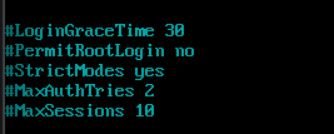 #LoginGraceTime 30
#PermitRootLogin no
#StrictModes yes
#MaxAuthTries 2
#MaxSessions 10